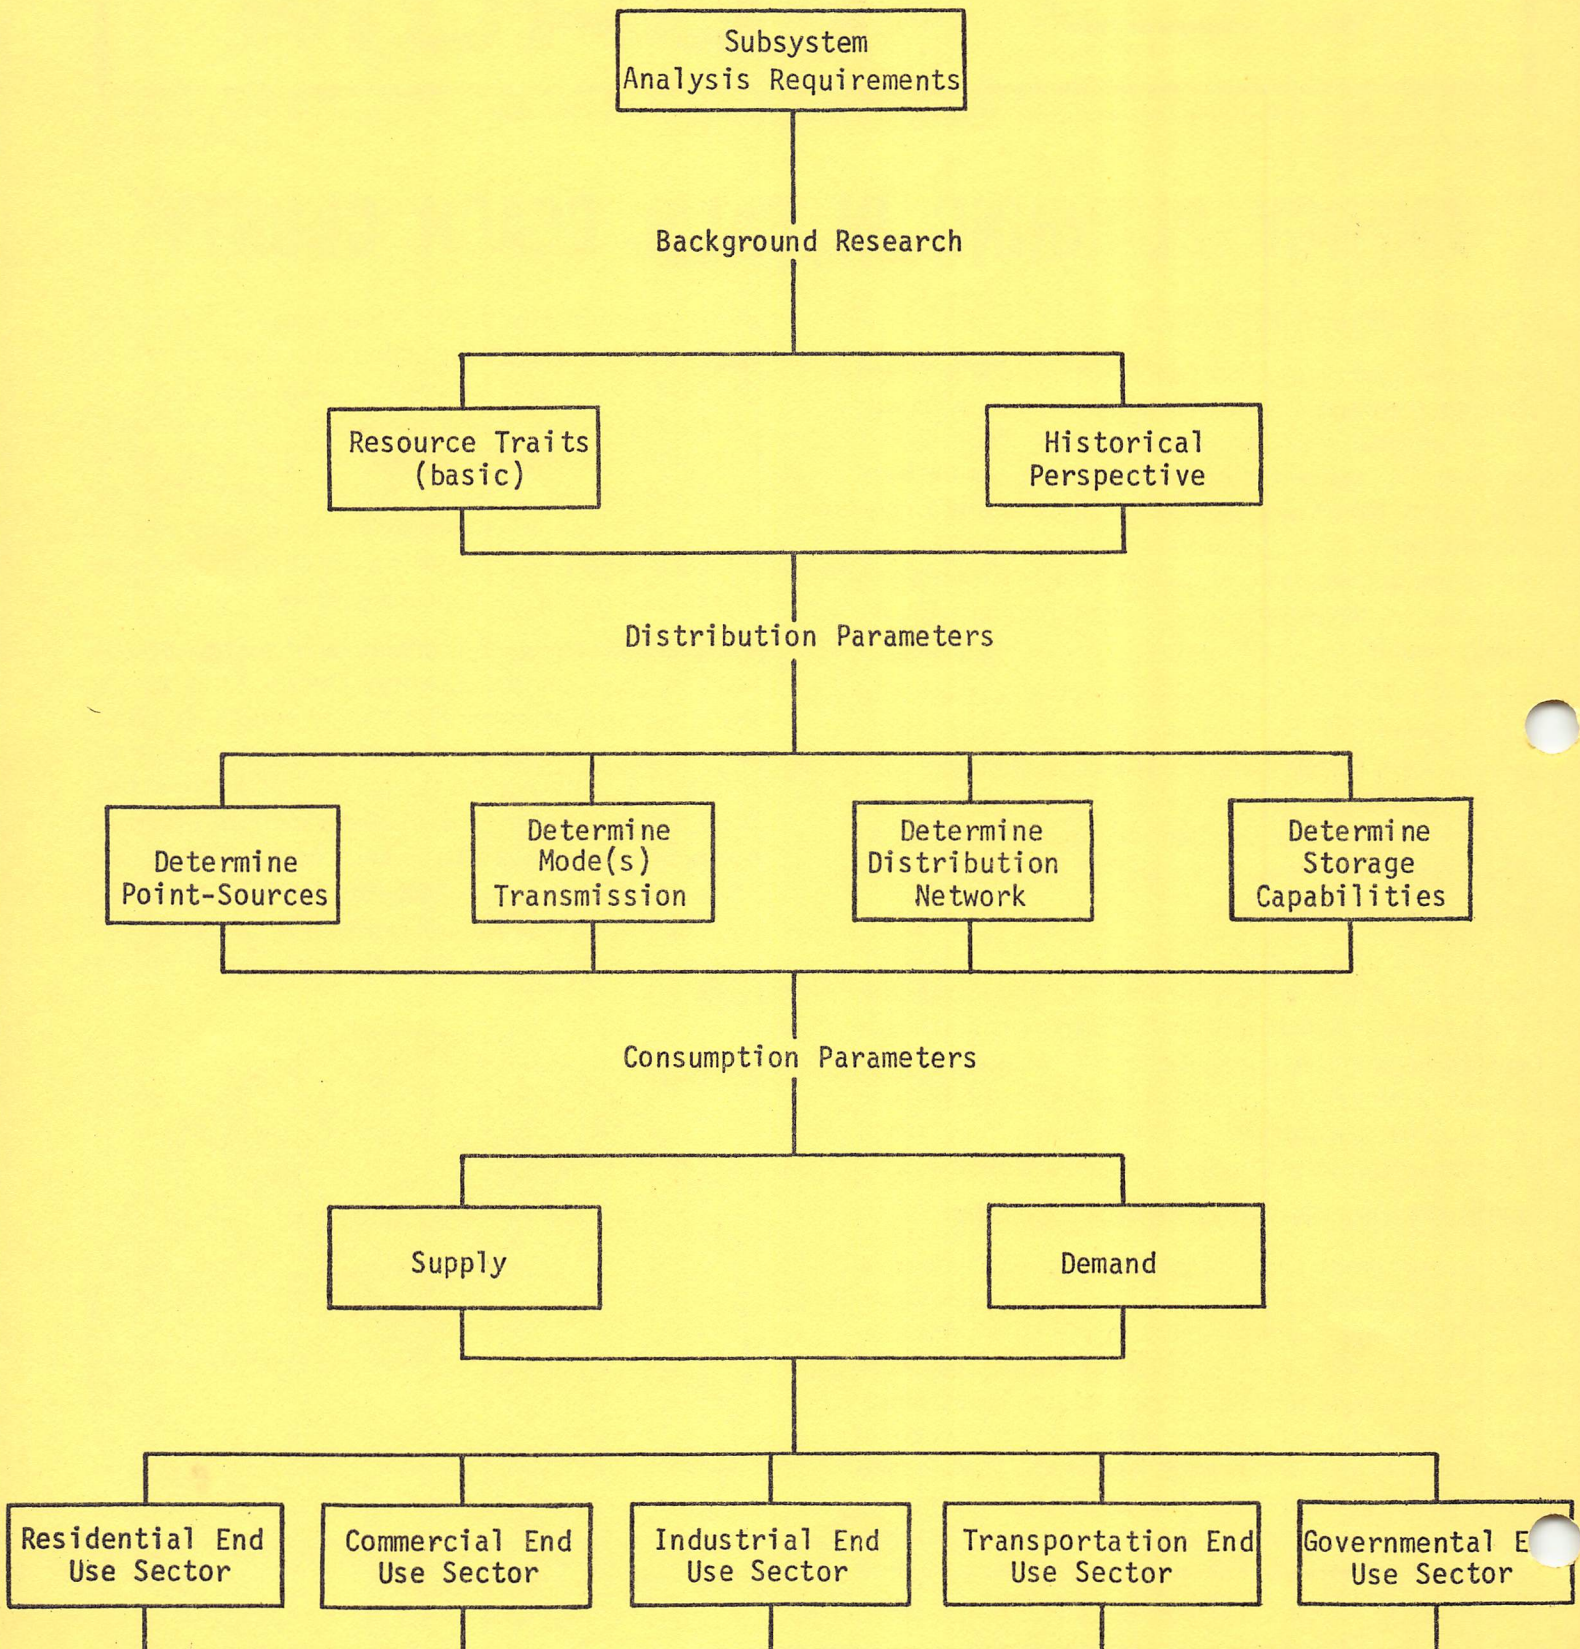 Subsystem
Analysis Requirements
Background Research
Resource Traits
(basic)
Historical
Perspective
Distribution Parameters
Determine
Point-Sources
Determine
Mode(s)
Transmission
Determine
Distribution
Network
Determine
Storage
Capabilities
Consumption Parameters
Supply
Demand
Residential End
Use Sector
Commercial End
Use Sector
Industrial End
Use Sector
Transportation End
Use Sector
Governmental
Use Sector